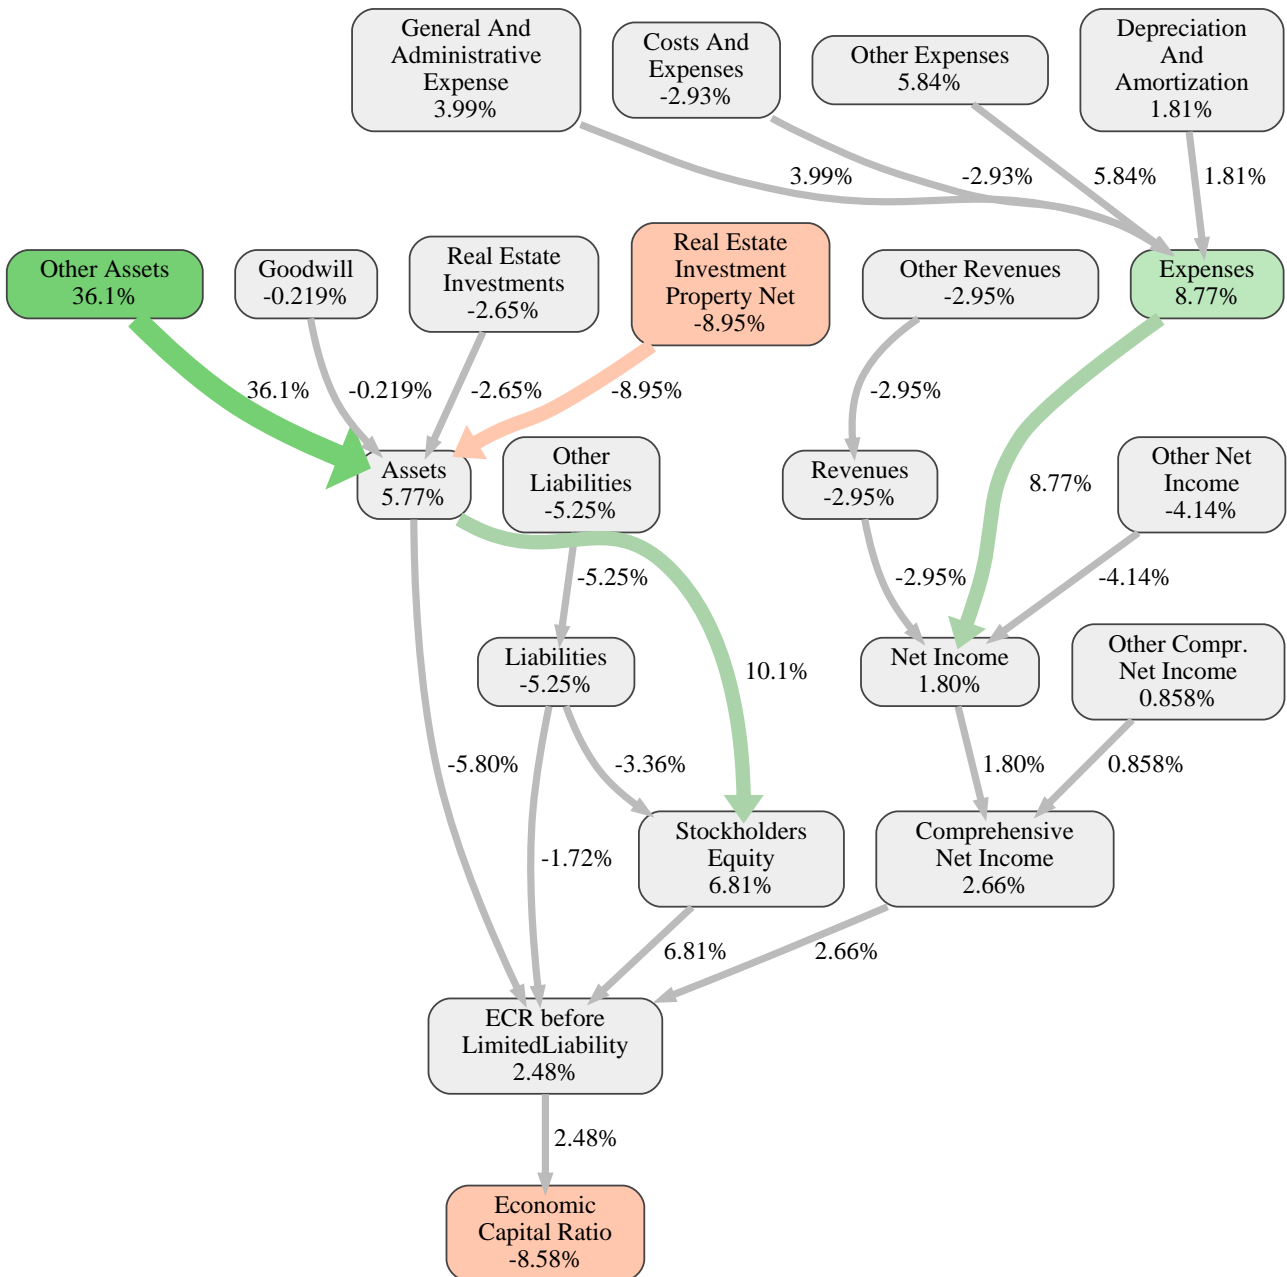 General And
Administrative
Expense
3.99%
Costs And
Expenses
-2.93%
Other Expenses
5.84%
Depreciation
And
Amortization
1.81%
3.99%
-2.93%
5.84%
1.81%
Other Assets
36.1%
Goodwill
-0.219%
Real Estate
Investments
-2.65%
Real Estate
Investment
Property Net
-8.95%
Other Revenues
-2.95%
Expenses
8.77%
36.1%
-0.219%
-2.65%
-8.95%
-2.95%
8.77%
Assets
5.77%
Other
Liabilities
-5.25%
Revenues
-2.95%
Other Net
Income
-4.14%
-5.25%
-2.95%
-4.14%
Liabilities
-5.25%
10.1%
Net Income
1.80%
Other Compr.
Net Income
0.858%
-5.80%
-3.36%
1.80%
0.858%
-1.72%
Stockholders
Equity
6.81%
Comprehensive
Net Income
2.66%
6.81%
2.66%
ECR before
LimitedLiability
2.48%
2.48%
Economic
Capital Ratio
-8.58%